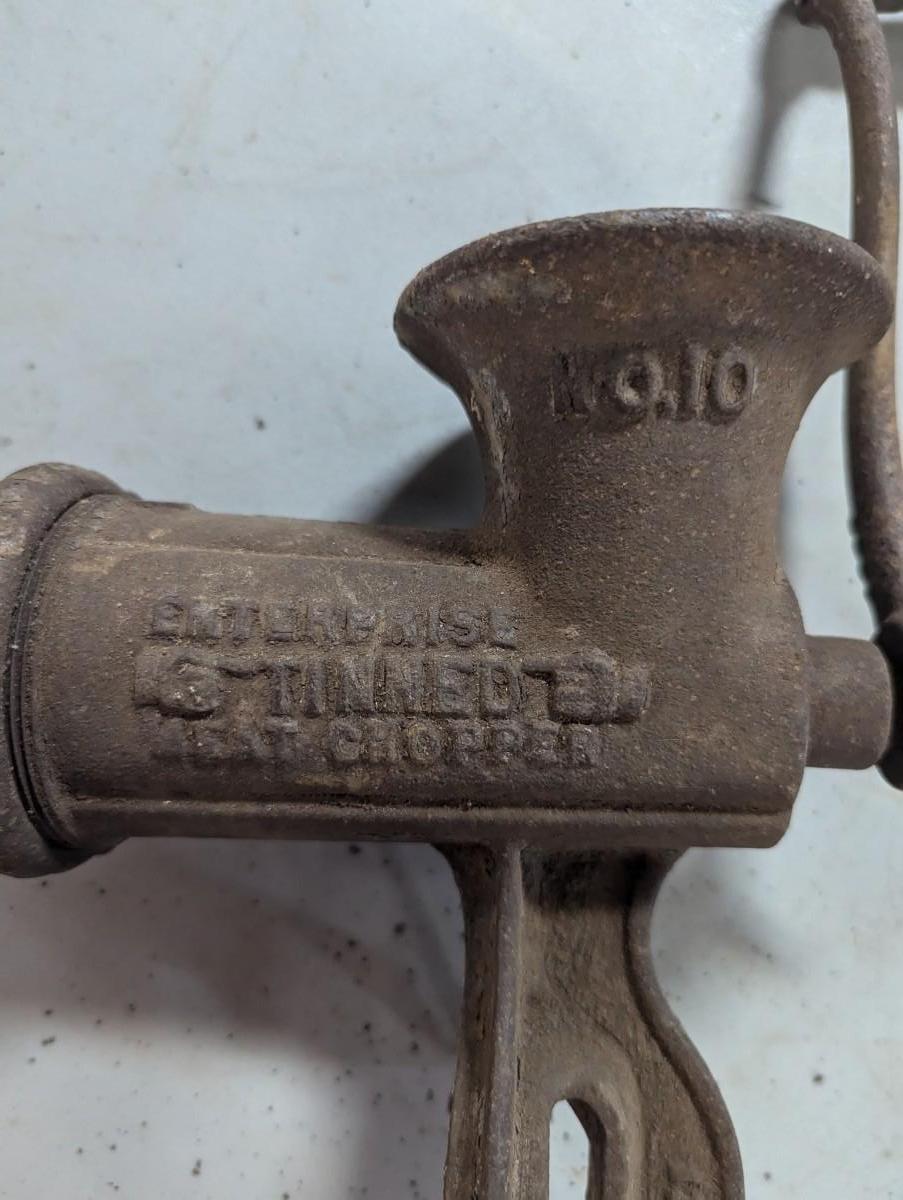 NO.10
ENTERPRISE
TINNED
MEAT CHOPPER